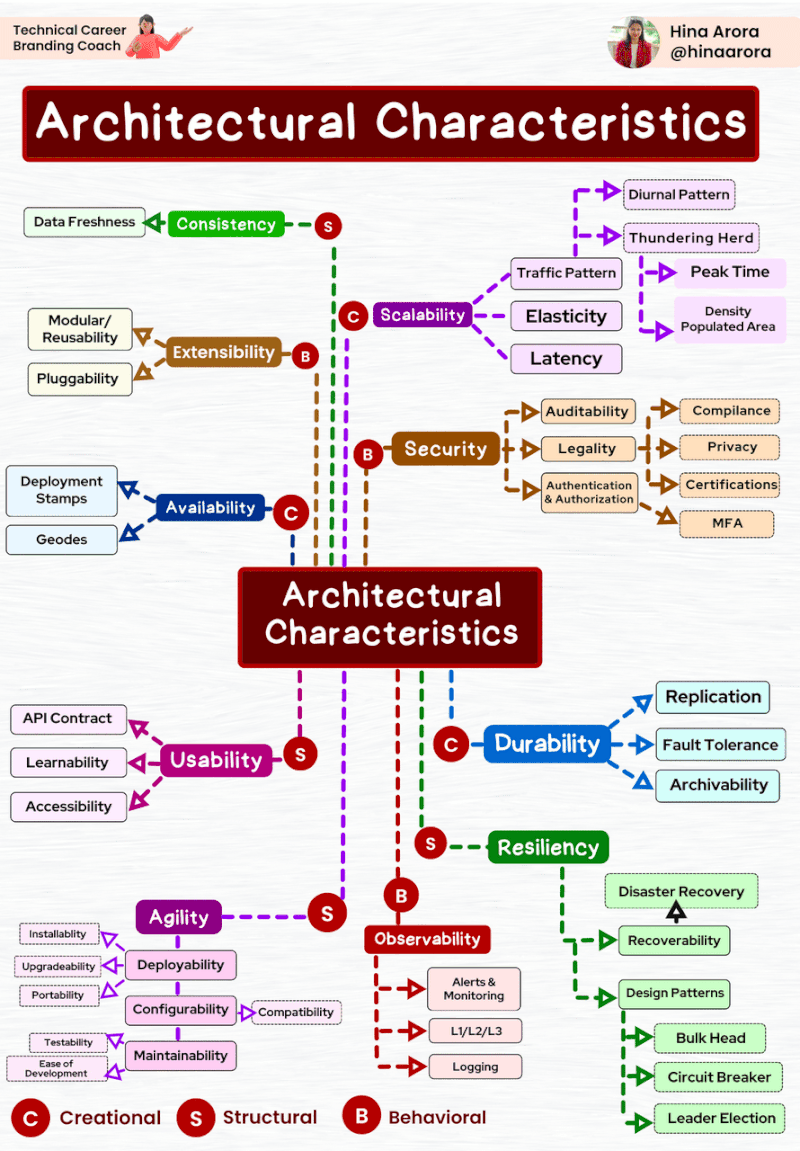 Technical Career
Branding Coach
Hina Arora
@hinaarora
Architectural Characteristics
Data Freshness
Consistency
S
Modular/
Reusability
Pluggability
Extensibility
B
Deployment
Stamps
Geodes
Availability
C
C
Scalability
Traffic Pattern
Elasticity
Latency
Diurnal Pattern
Thundering Herd
Peak Time
Density
Populated Area
B
Security
Auditability
Legality
Authentication
& Authorization
Compilance
Privacy
Certifications
MFA
Architectural
Characteristics
API Contract
Learnability
Accessibility
Usability
S
C
Durability
Replication
Fault Tolerance
Archivability
S
Resiliency
Disaster Recovery
Recoverability
Design Patterns
Bulk Head
Circuit Breaker
Leader Election
Agility
S
Installablity
Upgradeability
Portability
Deployability
Configurability
Compatibility
Testability
Ease of
Development
Maintainability
B
Observability
Alerts &
Monitoring
L1/L2/L3
Logging
C Creational
S Structural
B Behavioral